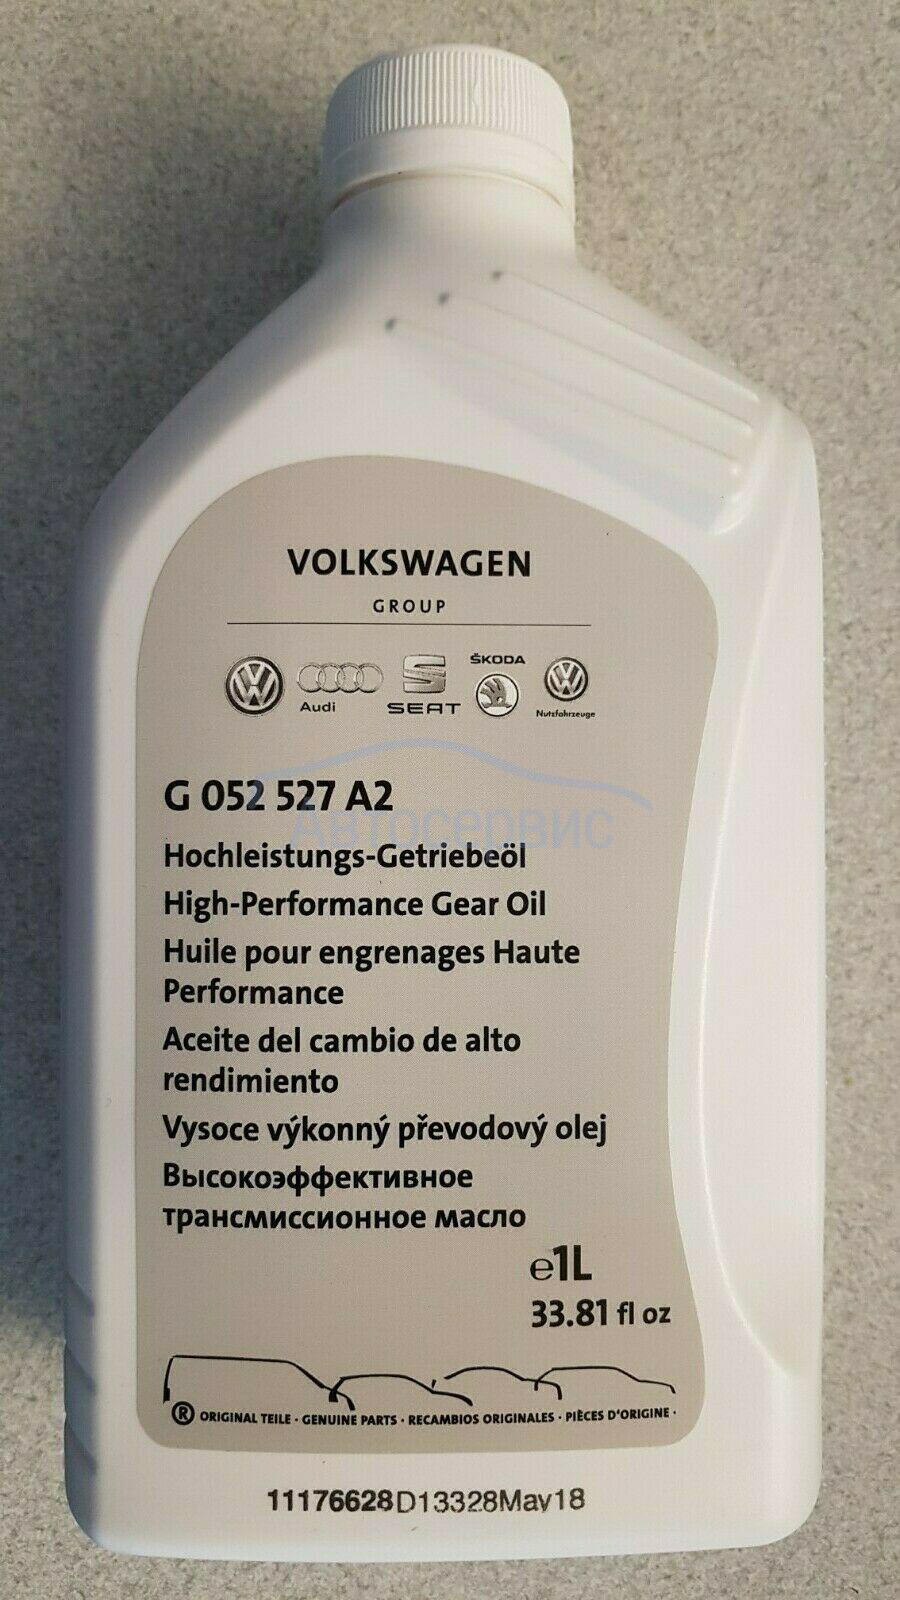 VOLKSWAGEN
GROUP
Audi
SEAT
ŠKODA
Nutzfahrzeuge
G 052 527 A2
Автосервис
Hochleistungs-Getriebeöl
High-Performance Gear Oil
Huile pour engrenages Haute
Performance
Aceite del cambio de alto
rendimiento
Vysoce výkonný převodový olej
Высокоэффективное
трансмиссионное масло
e1L
33.81 fl oz
® ORIGINAL TEILE · GENUINE PARTS · RECAMBIOS ORIGINALES · PIÈCES D'ORIGINE ·
11176628D13328May18